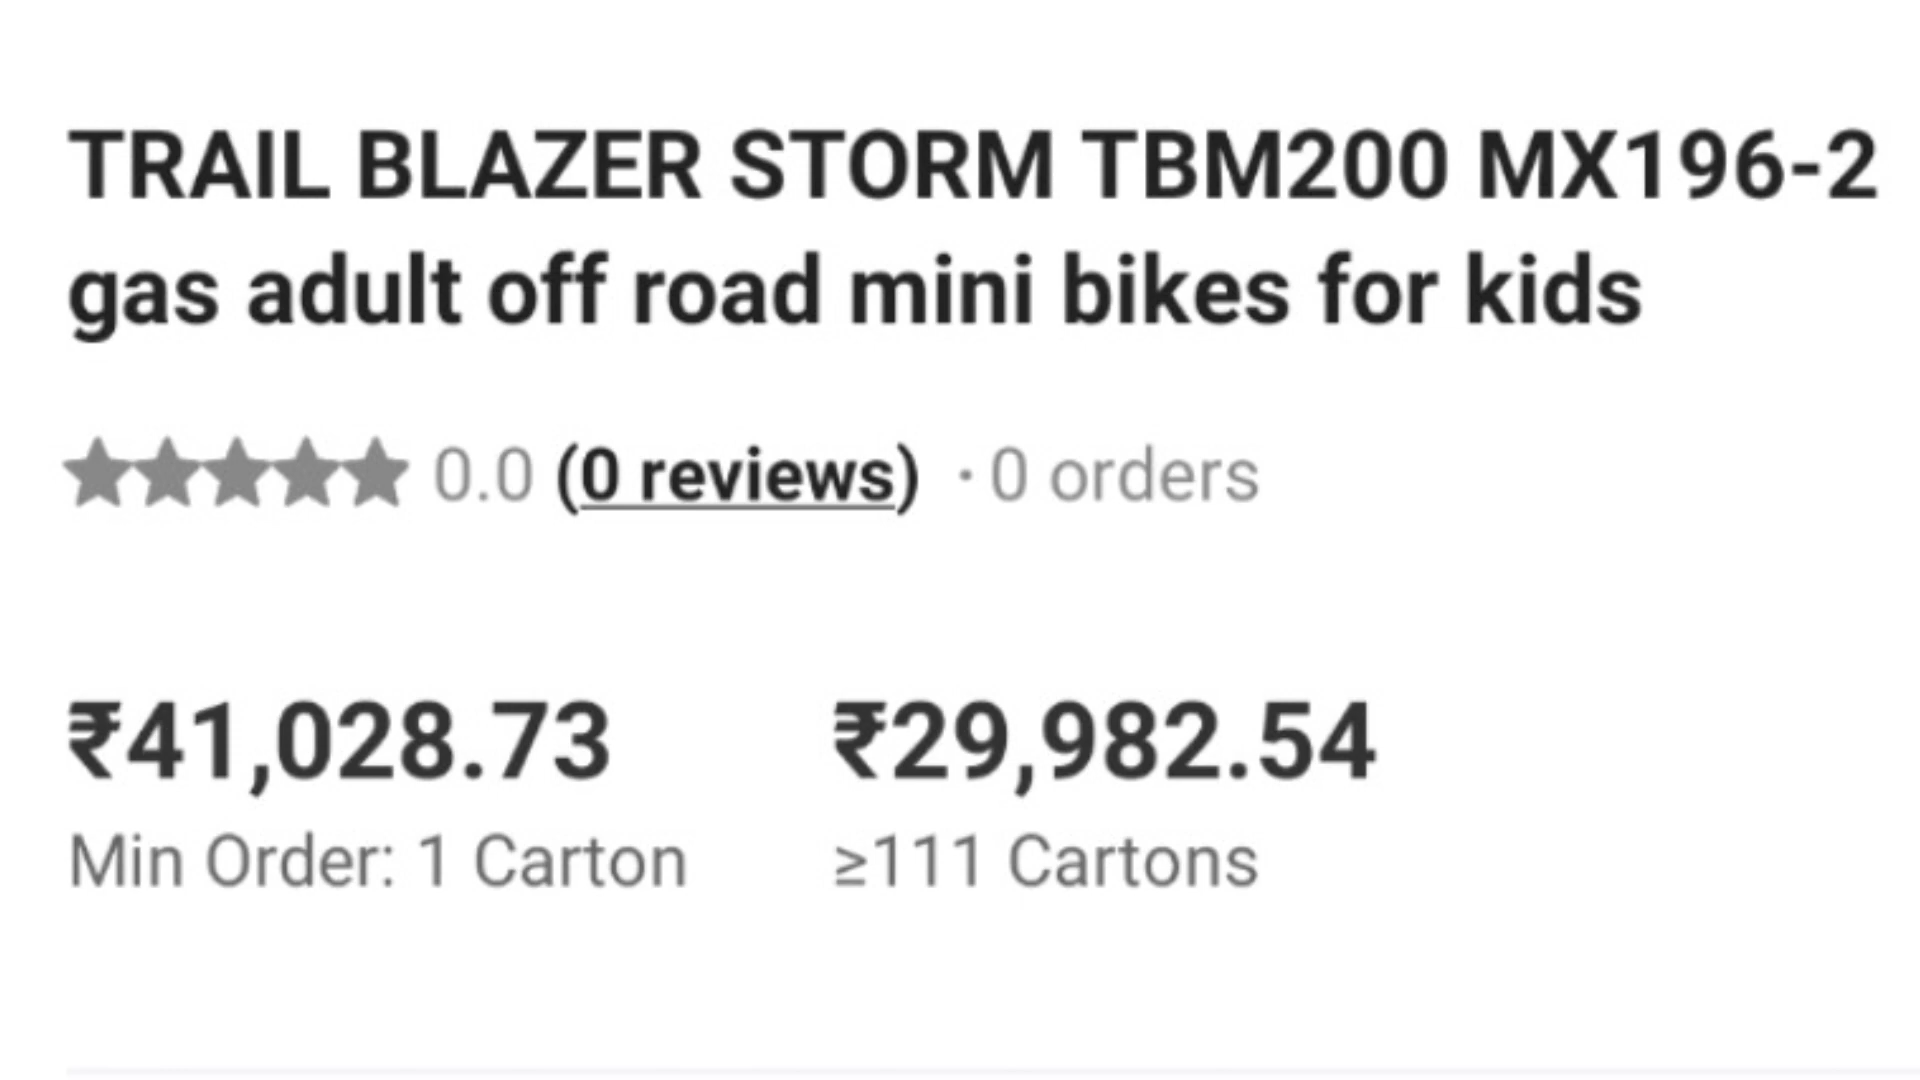 TRAIL BLAZER STORM TBM200 MX196-2
gas adult off road mini bikes for kids
0.0 (0 reviews) · 0 orders
₹41,028.73 ₹29,982.54
Min Order: 1 Carton ≥111 Cartons